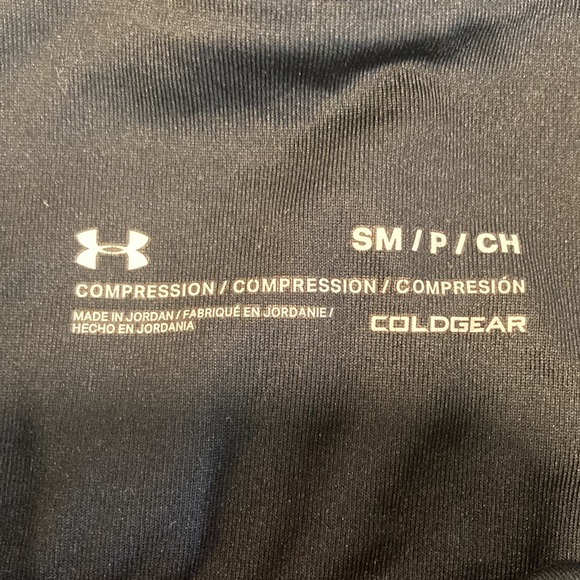 SM / P / CH
COMPRESSION / COMPRESSION / COMPRESIÓN
MADE IN JORDAN / FABRIQUÉ EN JORDANIE /
HECHO EN JORDANIA
COLDGEAR